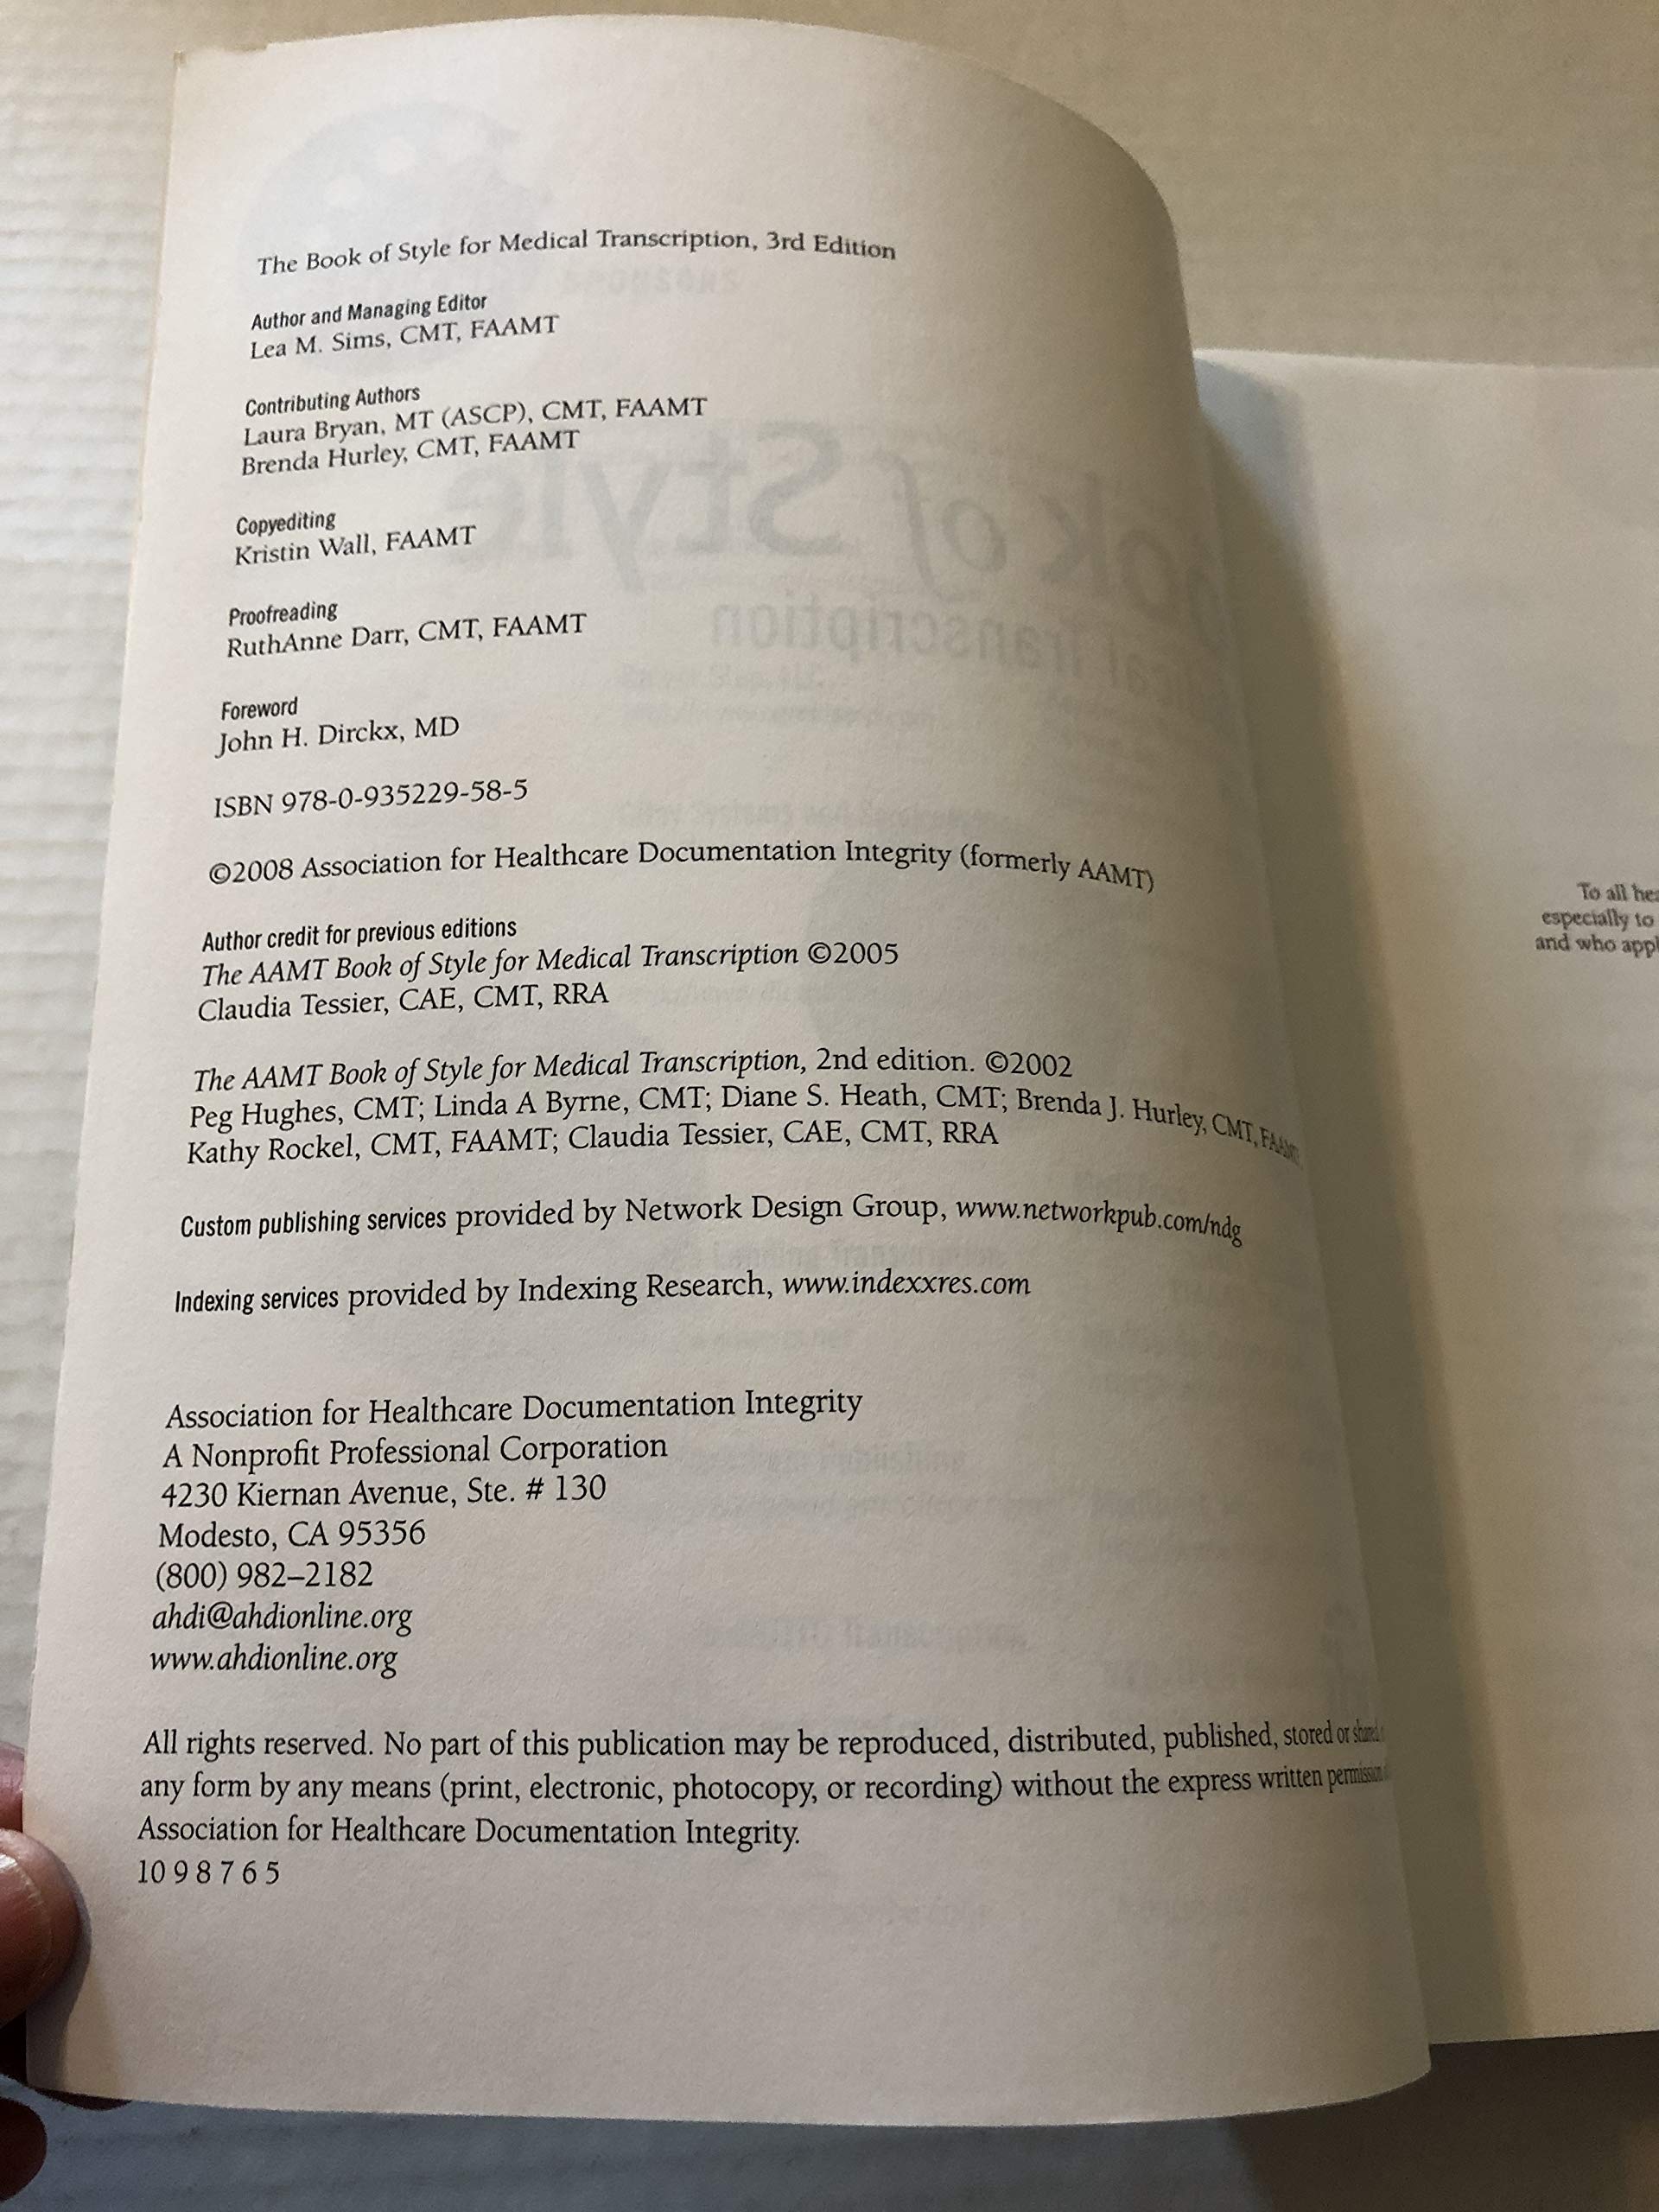 The Book of Style for Medical Transcription, 3rd Edition
Author and Managing Editor
Lea M. Sims, CMT, FAAMT
Contributing Authors
Laura Bryan, MT (ASCP), CMT, FAAMT
Brenda Hurley, CMT, FAAMT
Copyediting
Kristin Wall, FAAMT
Proofreading
RuthAnne Darr, CMT, FAAMT
Foreword
John H. Dirckx, MD
ISBN 978-0-935229-58-5
©2008 Association for Healthcare Documentation Integrity (formerly AAMT)
Author credit for previous editions
The AAMT Book of Style for Medical Transcription ©2005
Claudia Tessier, CAE, CMT, RRA
The AAMT Book of Style for Medical Transcription, 2nd edition. ©2002
Peg Hughes, CMT; Linda A Byrne, CMT; Diane S. Heath, CMT; Brenda J. Hurley, CMT, FAAMT
Kathy Rockel, CMT, FAAMT; Claudia Tessier, CAE, CMT, RRA
Custom publishing services provided by Network Design Group, www.networkpub.com/ndg
Indexing services provided by Indexing Research, www.indexxres.com
Association for Healthcare Documentation Integrity
A Nonprofit Professional Corporation
4230 Kiernan Avenue, Ste. # 130
Modesto, CA 95356
(800) 982–2182
ahdi@ahdionline.org
www.ahdionline.org
All rights reserved. No part of this publication may be reproduced, distributed, published, stored or shared
any form by any means (print, electronic, photocopy, or recording) without the express written permission
Association for Healthcare Documentation Integrity.
10 9 8 7 6 5
To all
especially to
and who